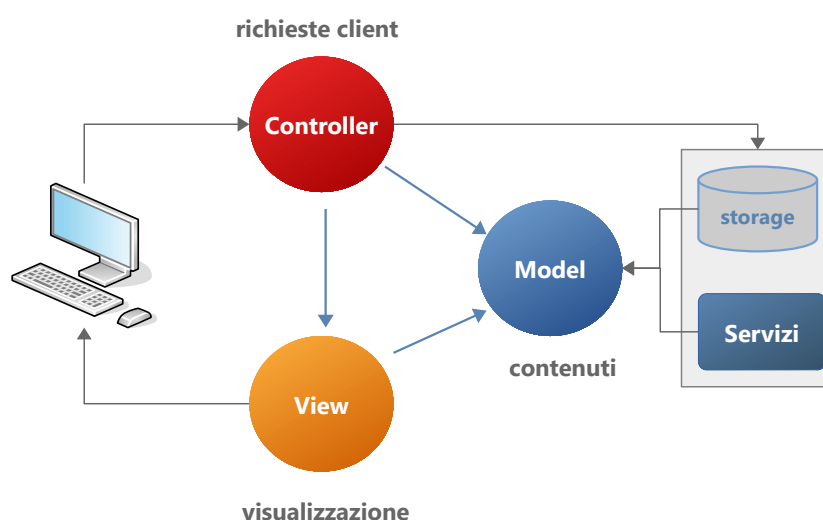 richieste client
Controller
storage
Model
Servizi
contenuti
View
visualizzazione